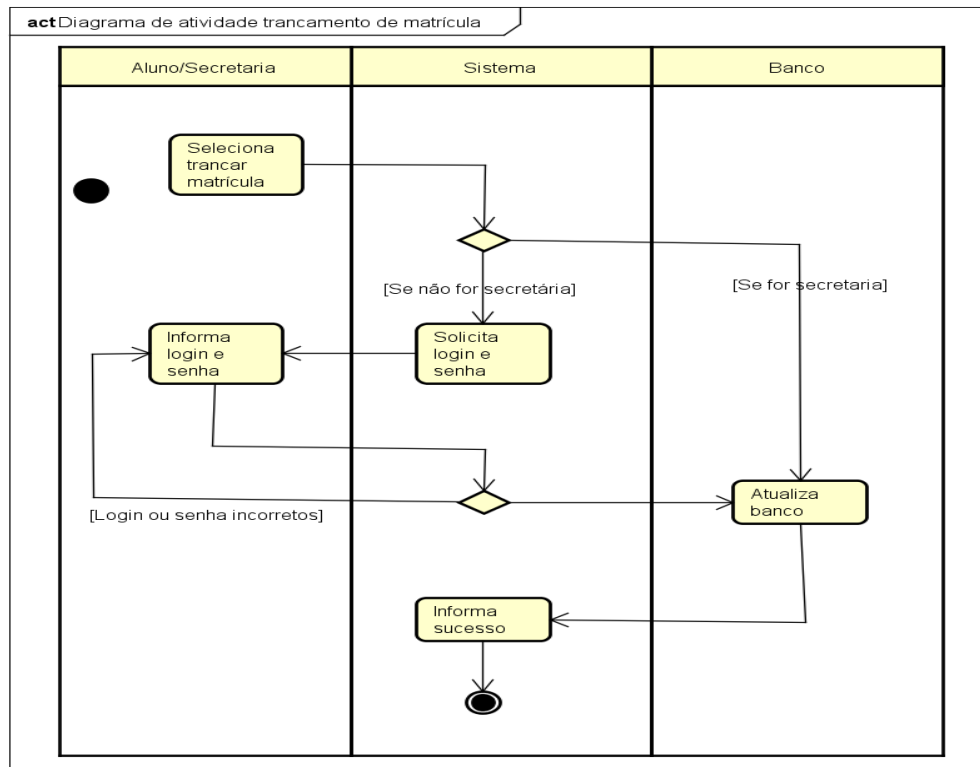 act Diagrama de atividade trancamento de matrícula
Aluno/Secretaria
Sistema
Banco
Seleciona
trancar
matrícula
[Se não for secretária]
[Se for secretaria]
Informa
login e
senha
Solicita
login e
senha
[Login ou senha incorretos]
Atualiza
banco
Informa
sucesso